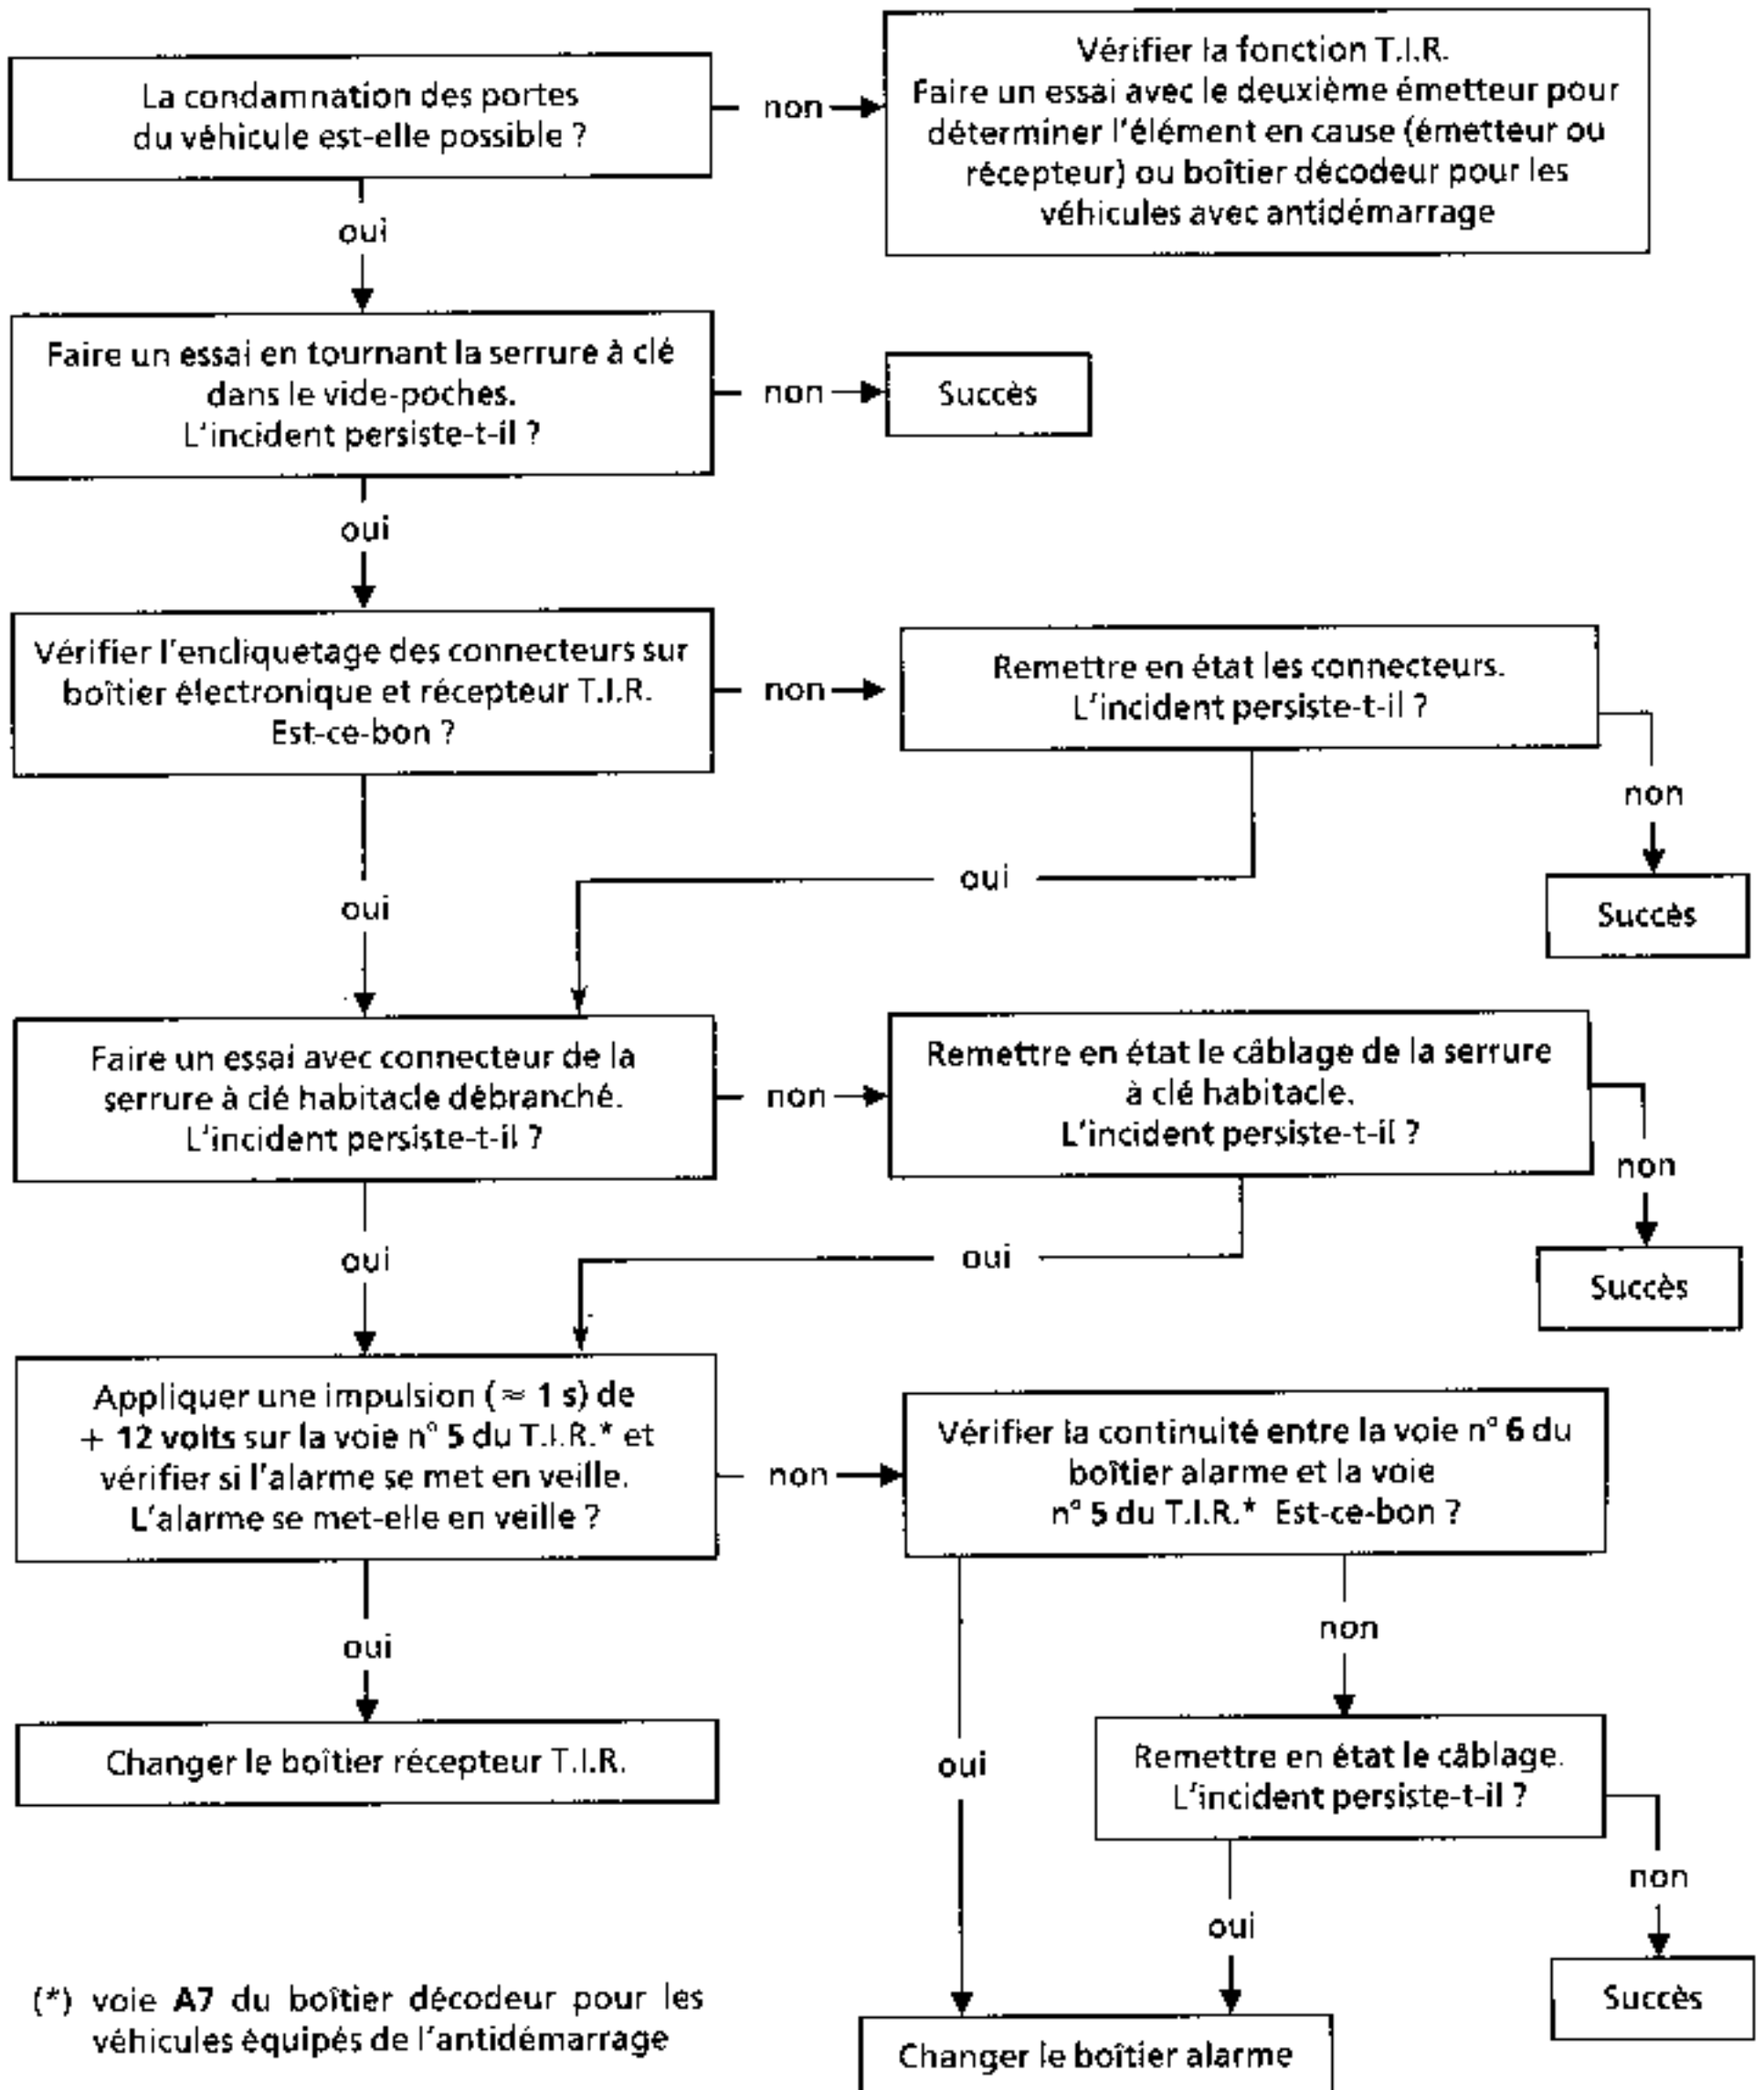 La condamnation des portes
du véhicule est-elle possible ?
non
Vérifier la fonction T.I.R.
Faire un essai avec le deuxième émetteur pour
déterminer l'élément en cause (émetteur ou
récepteur) ou boîtier décodeur pour les
véhicules avec antidémarrage
oui
Faire un essai en tournant la serrure à clé
dans le vide-poches.
L'incident persiste-t-il ?
non
Succès
oui
Vérifier l'encliquetage des connecteurs sur
boîtier électronique et récepteur T.I.R.
Est-ce-bon ?
non
Remettre en état les connecteurs.
L'incident persiste-t-il ?
non
Succès
oui
oui
Faire un essai avec connecteur de la
serrure à clé habitacle débranché.
L'incident persiste-t-il ?
non
Remettre en état le câblage de la serrure
à clé habitacle.
L'incident persiste-t-il ?
non
Succès
oui
oui
Appliquer une impulsion (≈ 1 s) de
+ 12 volts sur la voie n° 5 du T.I.R.* et
vérifier si l'alarme se met en veille.
L'alarme se met-elle en veille ?
non
Vérifier la continuité entre la voie n° 6 du
boîtier alarme et la voie
n° 5 du T.I.R.* Est-ce-bon ?
oui
Changer le boîtier récepteur T.I.R.
non
oui
Remettre en état le câblage.
L'incident persiste-t-il ?
non
Succès
oui
Changer le boîtier alarme
(*) voie A7 du boîtier décodeur pour les
véhicules équipés de l'antidémarrage